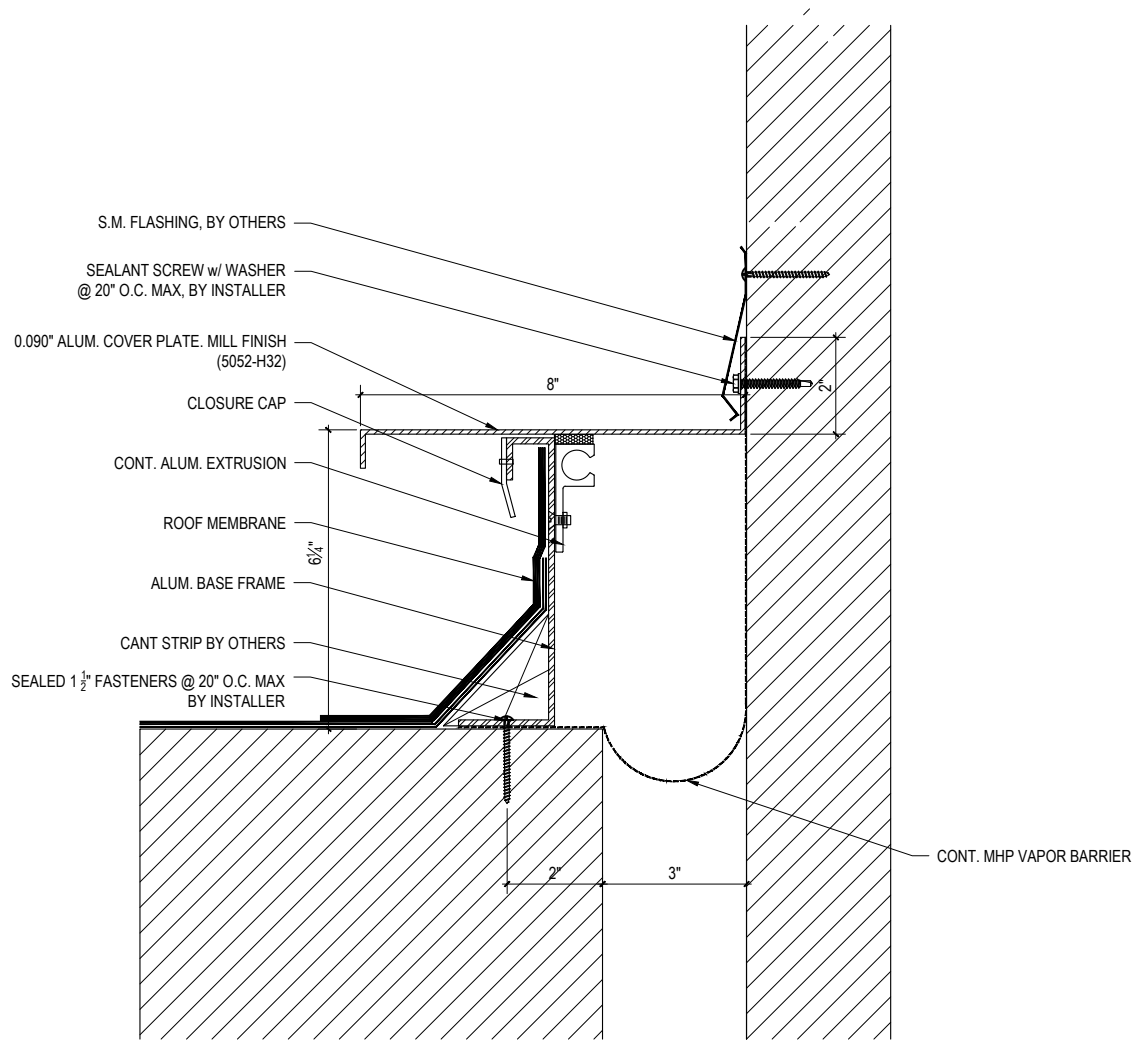 S.M. FLASHING, BY OTHERS
SEALANT SCREW w/ WASHER
@ 20" O.C. MAX, BY INSTALLER
0.090" ALUM. COVER PLATE. MILL FINISH
(5052-H32)
8"
2"
CLOSURE CAP
CONT. ALUM. EXTRUSION
ROOF MEMBRANE
6¼"
ALUM. BASE FRAME
CANT STRIP BY OTHERS
SEALED 1 ½" FASTENERS @ 20" O.C. MAX
BY INSTALLER
CONT. MHP VAPOR BARRIER
2"
3"